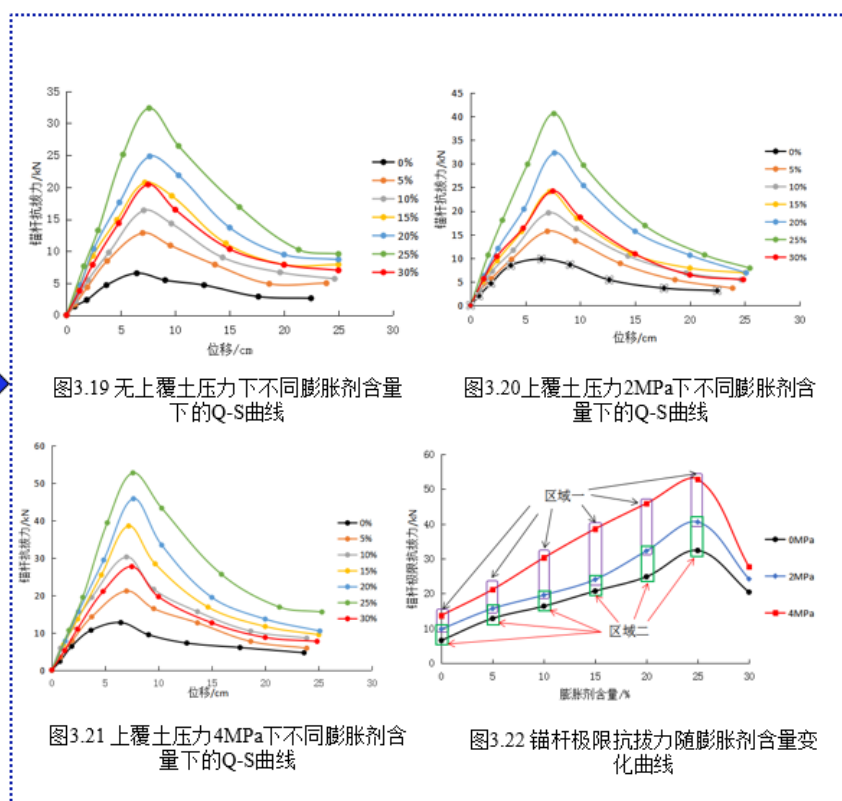 35
30
25
20
15
10
5
0
锚杆抗拔力/kN
0 5 10 15 20 25 30
位移/cm
0%
5%
10%
15%
20%
25%
30%
图3.19 无上覆土压力下不同膨胀剂含量
下的Q-S曲线
45
40
35
30
25
20
15
10
5
0
锚杆抗拔力/kN
0 5 10 15 20 25 30
位移/cm
0%
5%
10%
15%
20%
25%
30%
图3.20上覆土压力2MPa下不同膨胀剂含
量下的Q-S曲线
60
50
40
30
20
10
0
锚杆抗拔力/kN
0 5 10 15 20 25 30
位移/cm
0%
5%
10%
15%
20%
25%
30%
图3.21 上覆土压力4MPa下不同膨胀剂含
量下的Q-S曲线
60
50
40
30
20
10
0
锚杆极限抗拔力/kN
区域一
区域二
0 5 10 15 20 25 30
膨胀剂含量/%
0MPa
2MPa
4MPa
图3.22 锚杆极限抗拔力随膨胀剂含量变
化曲线